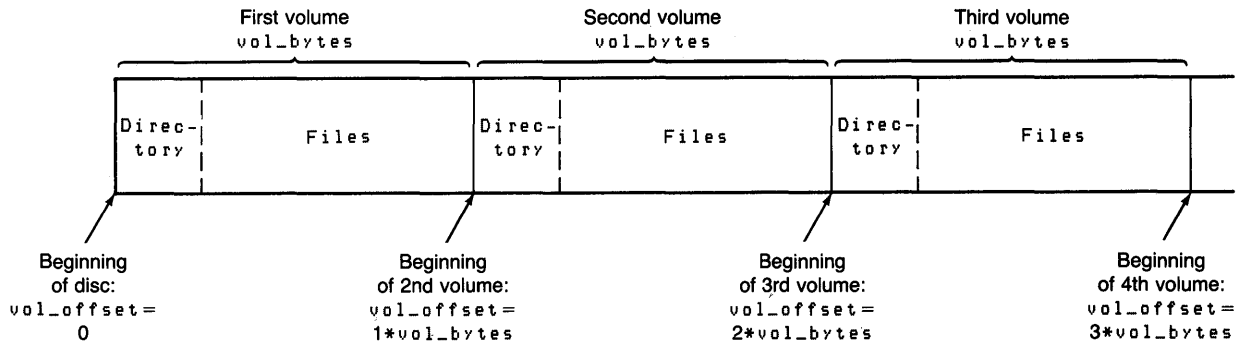 First volume
vol_bytes
Second volume
vol_bytes
Third volume
vol_bytes
Direc-
tory
Files
Direc-
tory
Files
Direc-
tory
Files
Beginning
of disc:
vol_offset=
0
Beginning
of 2nd volume:
vol_offset=
1*vol_bytes
Beginning
of 3rd volume:
vol_offset=
2*vol_bytes
Beginning
of 4th volume:
vol_offset=
3*vol_bytes